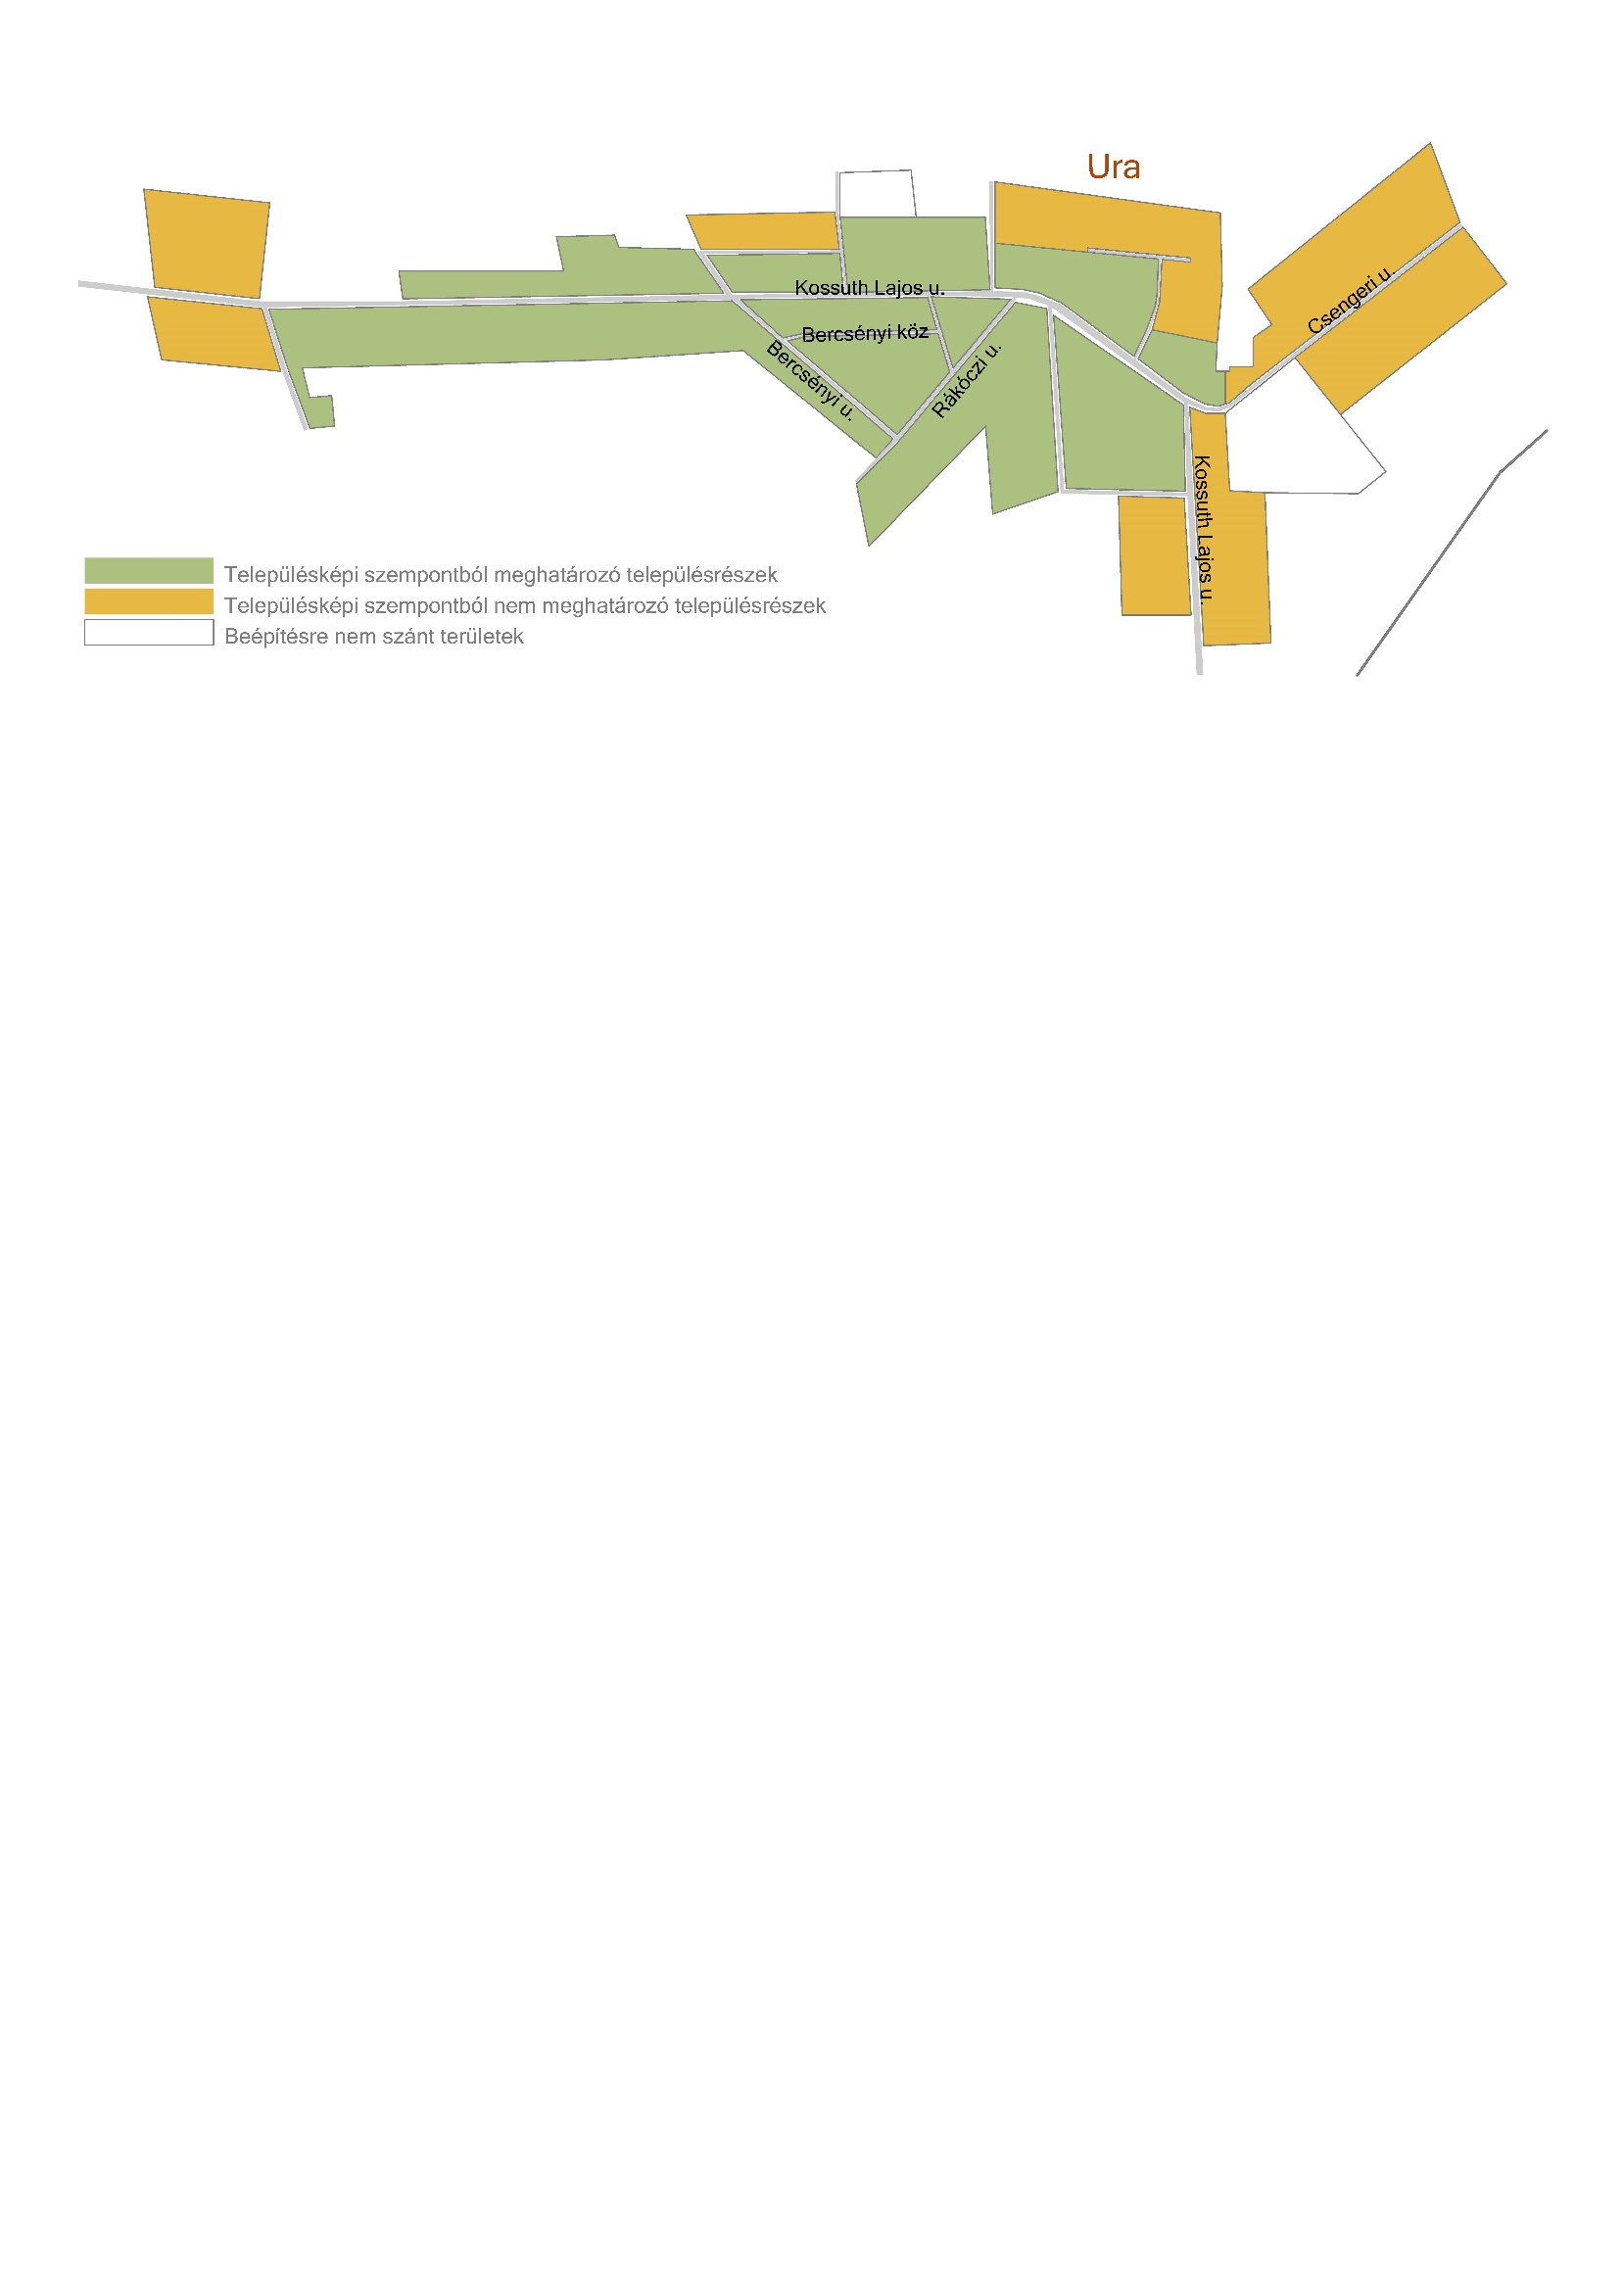 Ura
Csengeri u.
Kossuth Lajos u.
Bercsényi köz
Bercsényi u.
Rákóczi u.
Kossuth Lajos u.
Településképi szempontból meghatározó településrészek
Településképi szempontból nem meghatározó településrészek
Beépítésre nem szánt területek